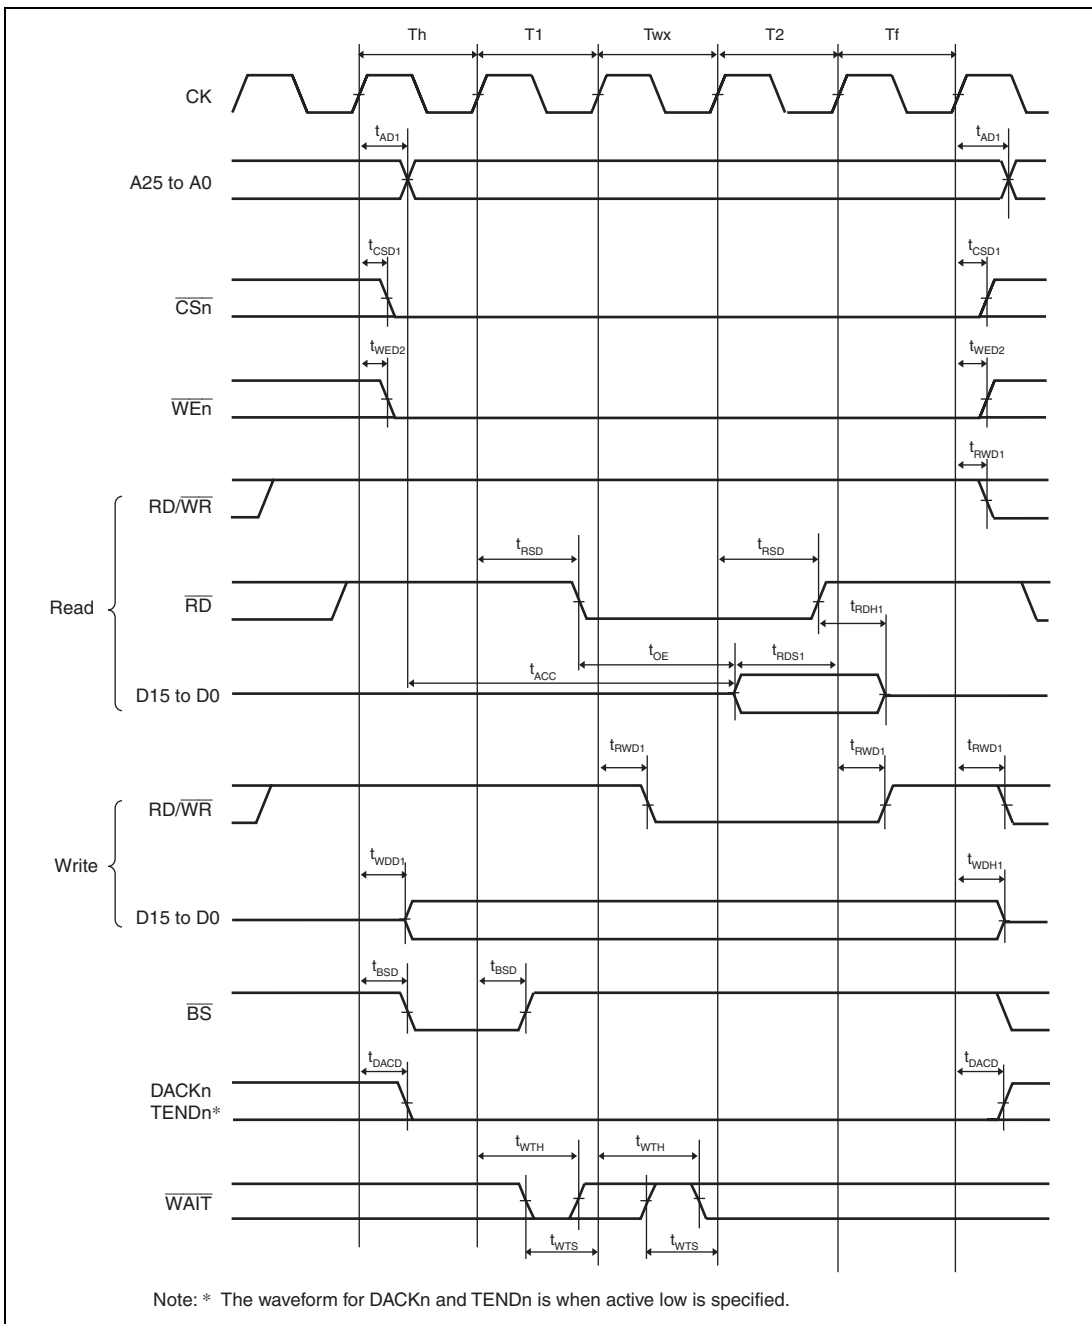 Th T1 Twx T2 Tf
CK
tAD1 tAD1
A25 to A0
tCSD1 tCSD1
CSn
tWED2 tWED2
WEn
tRWD1
RD/WR
tRSD tRSD
Read
RD
tRDH1
tOE tRDS1
tACC
D15 to D0
tRWD1 tRWD1 tRWD1
RD/WR
Write
tWDD1 tWDH1
D15 to D0
tBSD tBSD
BS
tDACD tDACD
DACKn
TENDn*
tWTH tWTH
WAIT
tWTS tWTS
Note: * The waveform for DACKn and TENDn is when active low is specified.